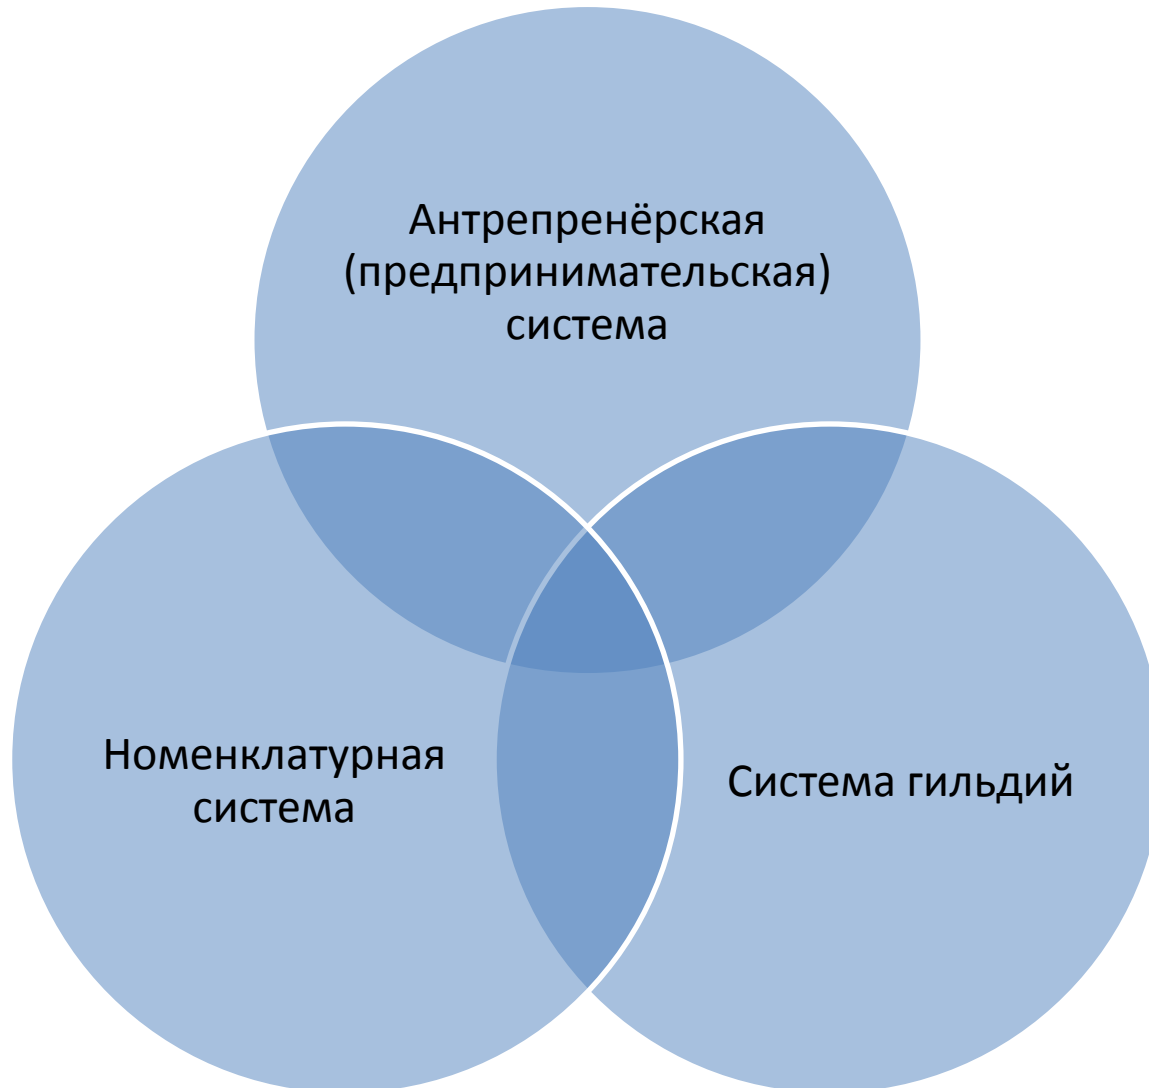 Антрепренёрская
(предпринимательская)
система
Номенклатурная
система
Система гильдий